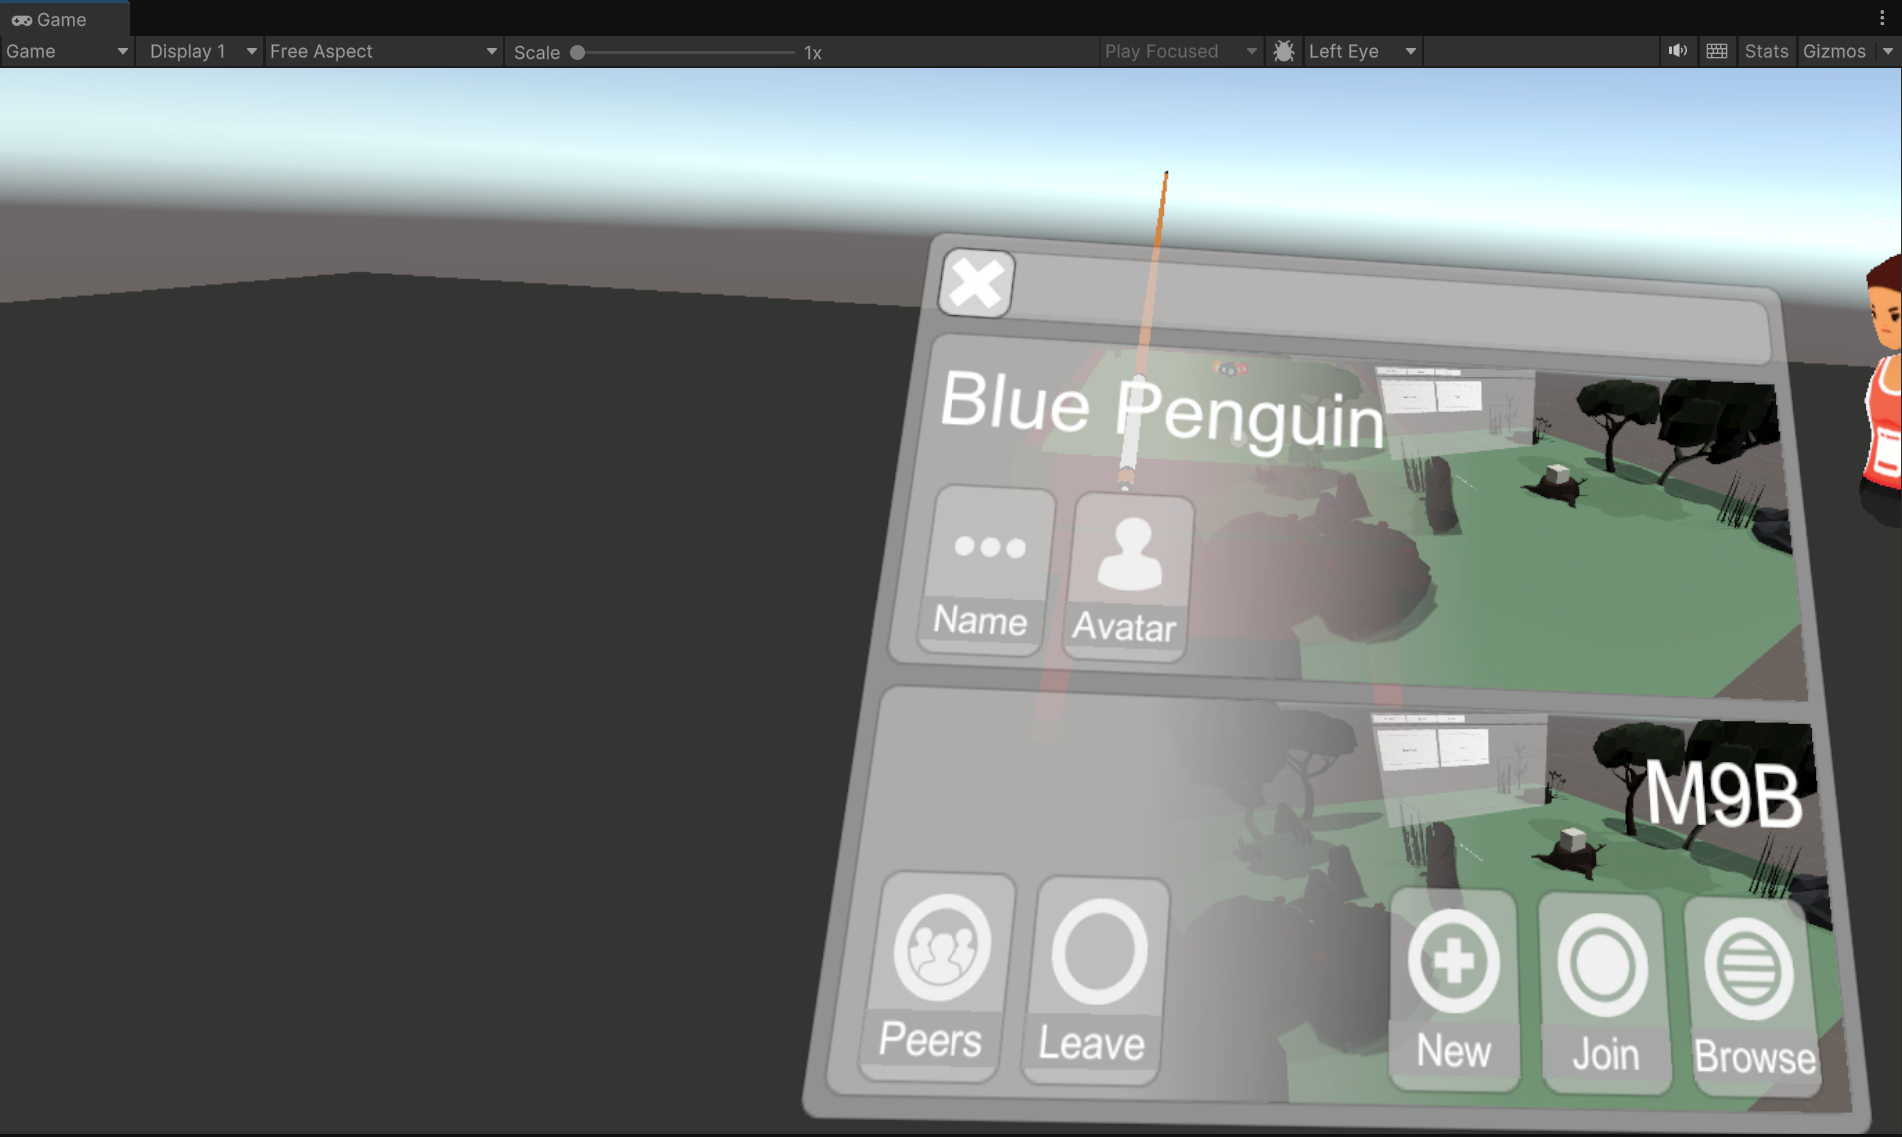 Game
Game Display 1 Free Aspect Scale 1x Play Focused Left Eye Stats Gizmos
Blue Penguin
Name Avatar
M9B
Peers Leave New Join Browse